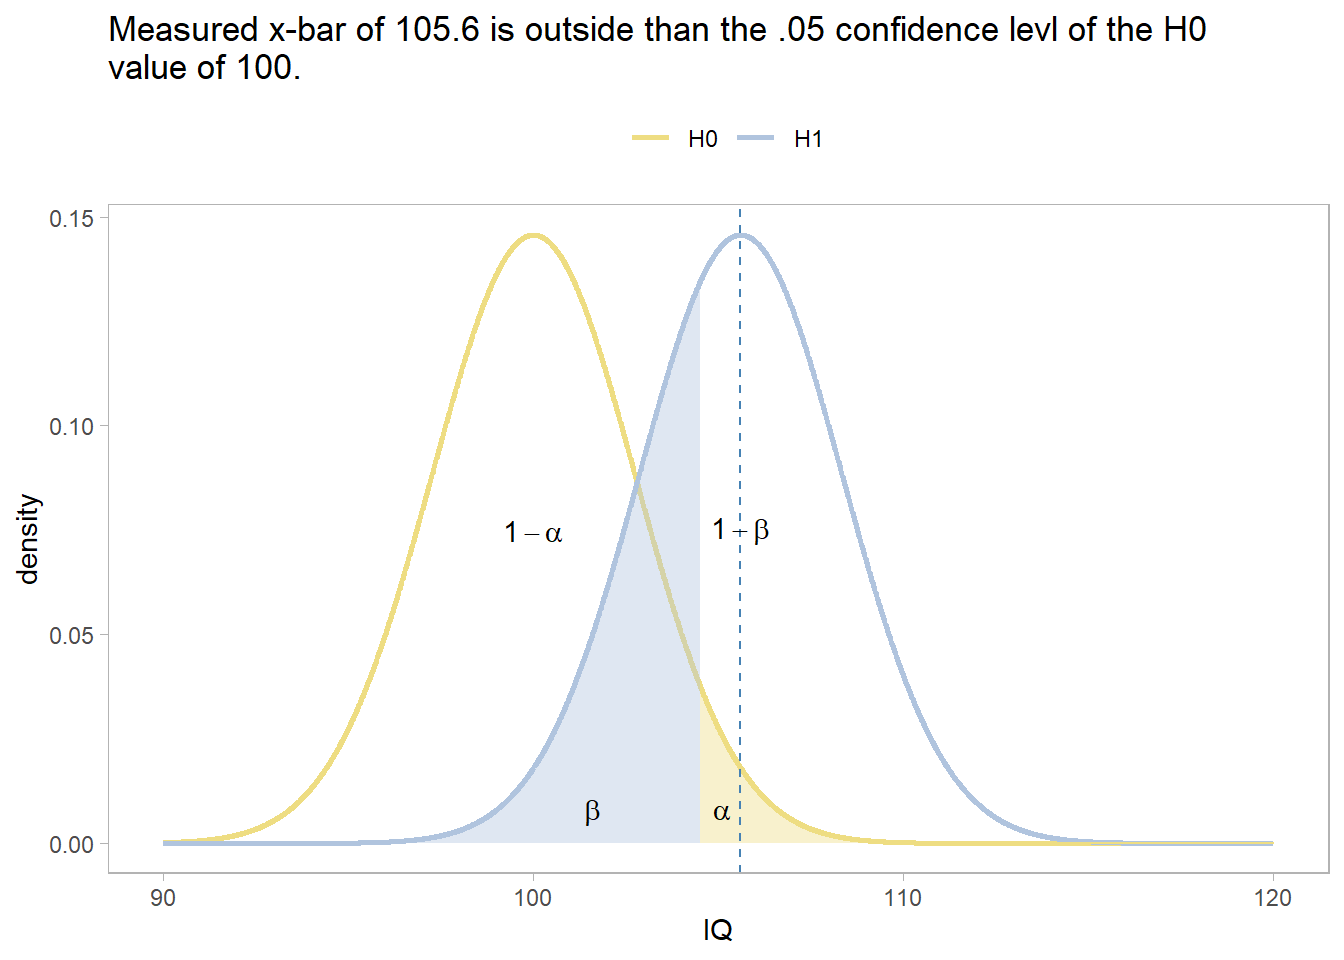 Measured x-bar of 105.6 is outside than the .05 confidence levl of the H0
value of 100.
H0 H1
0.15
0.10
density
1 − α
1 − β
0.05
β
α
0.00
90 100 110 120
IQ